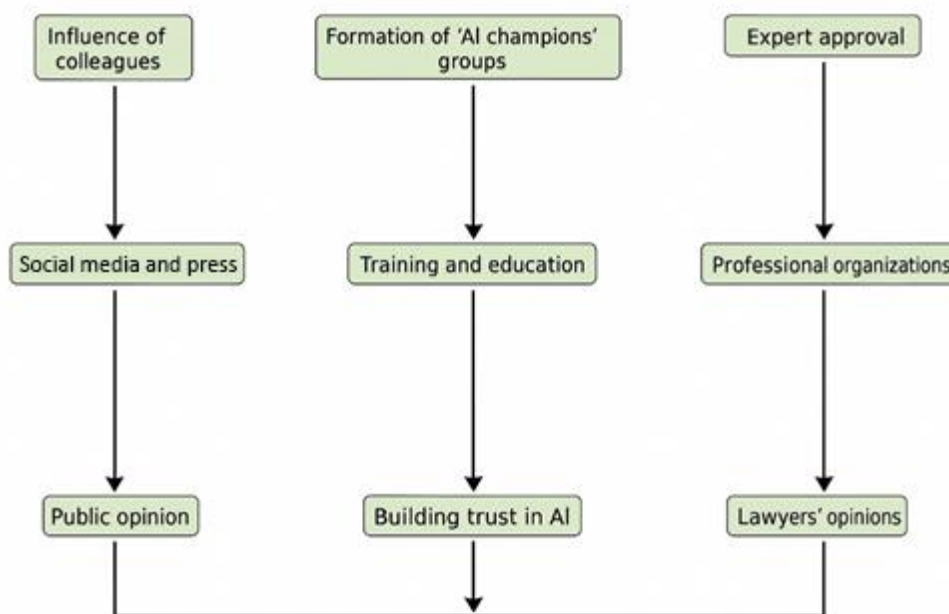 Influence of
colleagues
Formation of ‘AI champions’
groups
Expert approval
Social media and press
Training and education
Professional organizations
Public opinion
Building trust in AI
Lawyers’ opinions